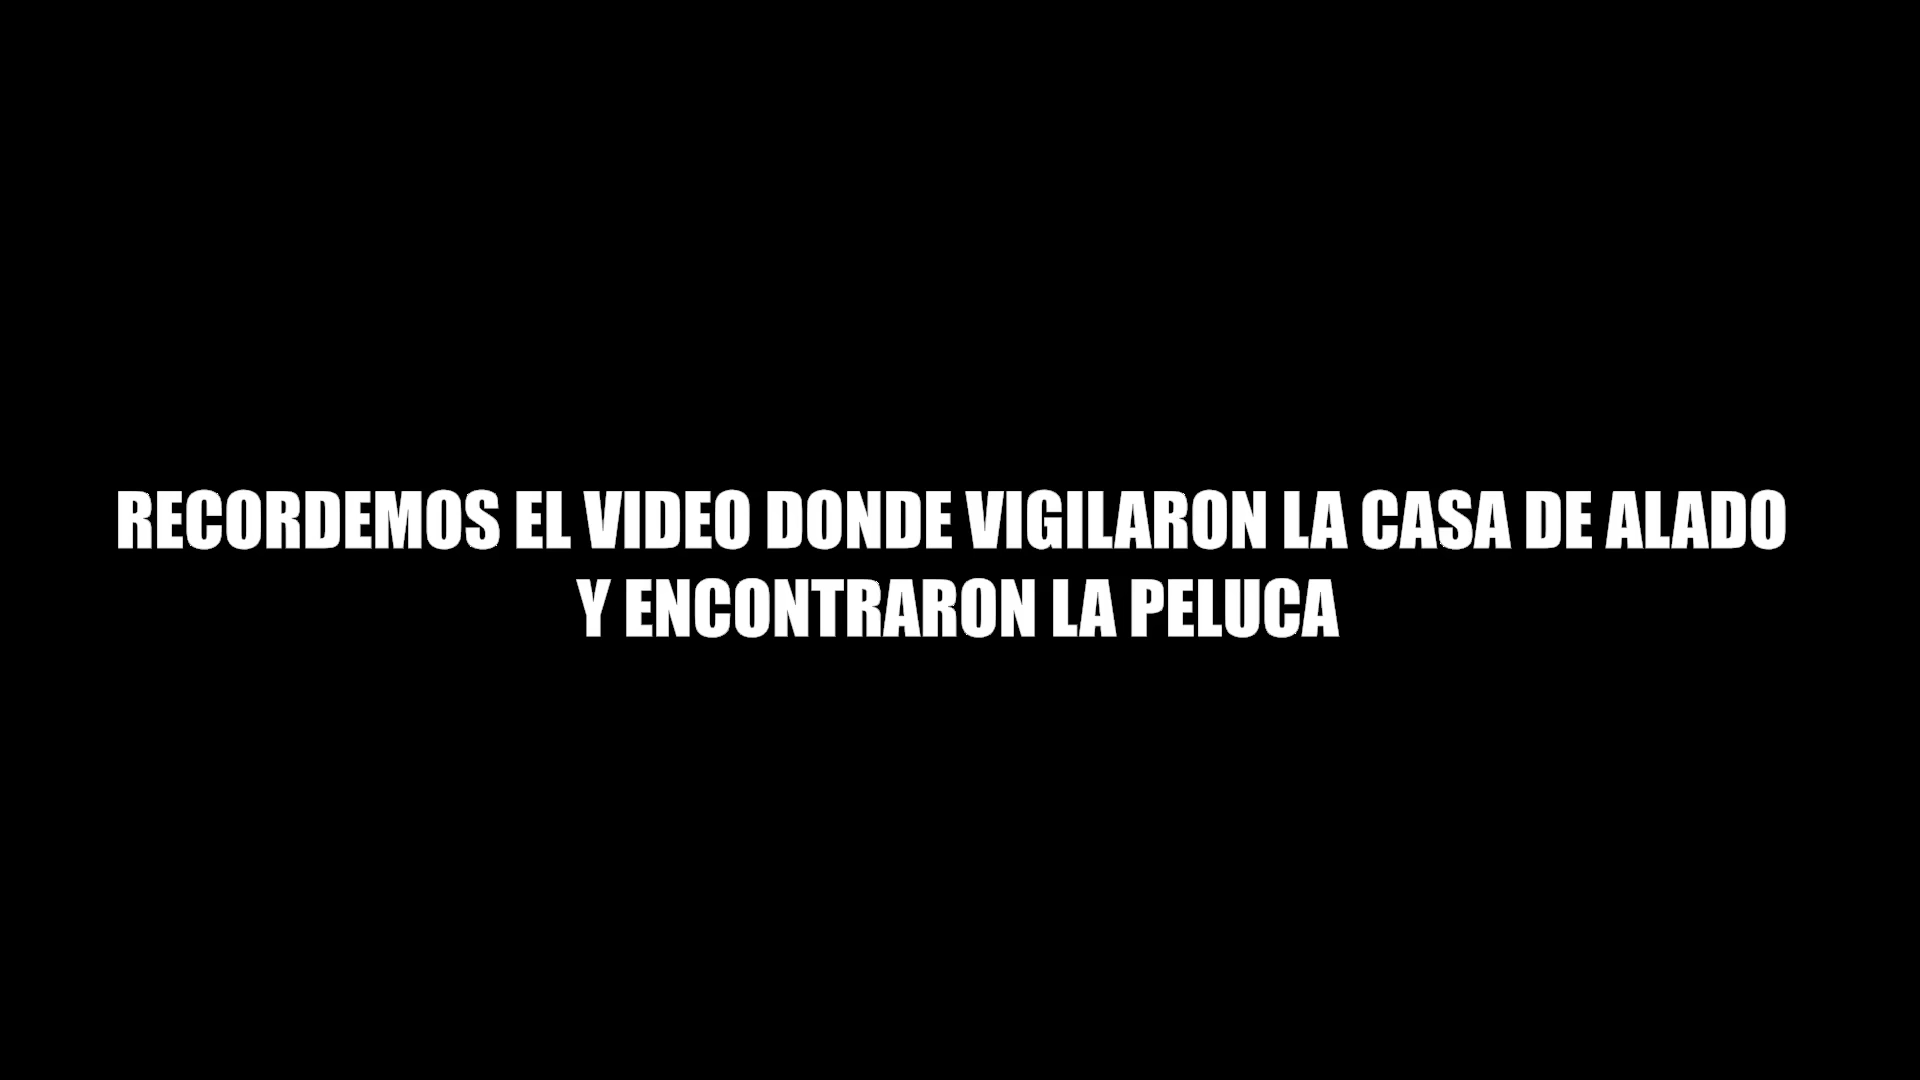 RECORDEMOS EL VIDEO DONDE VIGILARON LA CASA DE ALADO
Y ENCONTRARON LA PELUCA